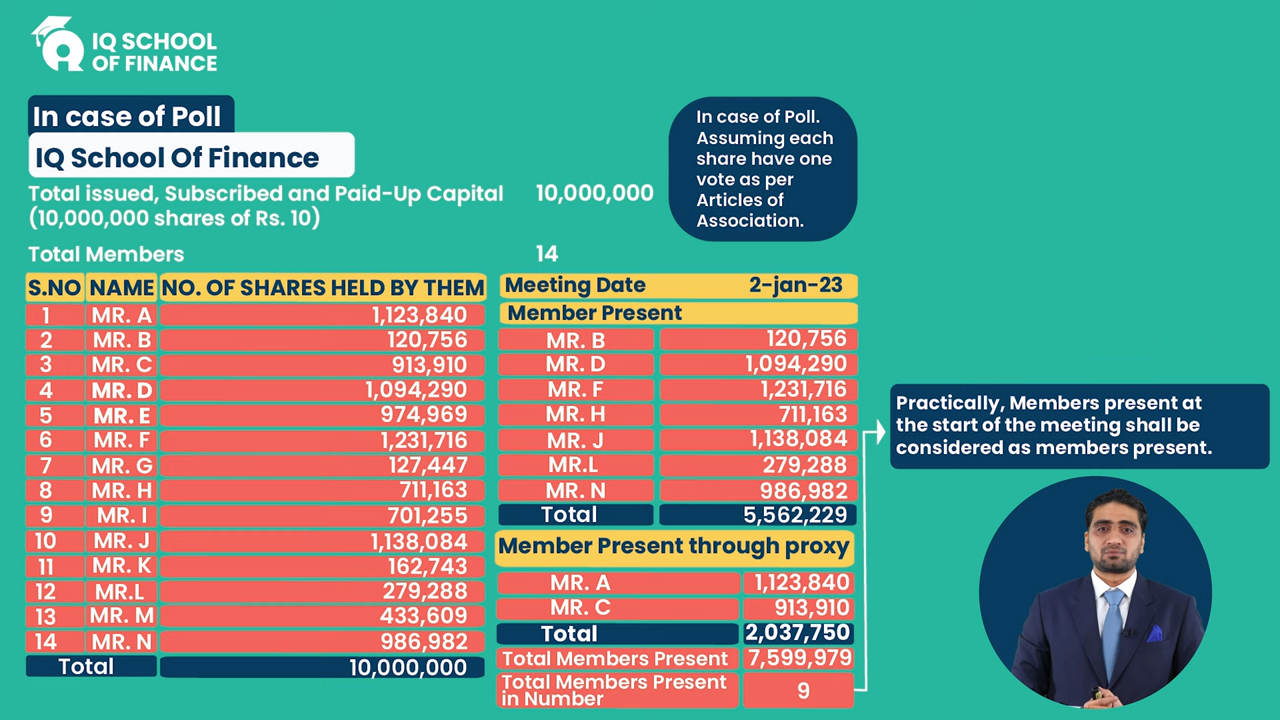 IQ SCHOOL
OF FINANCE
In case of Poll
IQ School Of Finance
Total issued, Subscribed and Paid-Up Capital 10,000,000
(10,000,000 shares of Rs. 10)
Total Members 14
In case of Poll.
Assuming each
share have one
vote as per
Articles of
Association.
S.NO NAME NO. OF SHARES HELD BY THEM
1 MR. A 1,123,840
2 MR. B 120,756
3 MR. C 913,910
4 MR. D 1,094,290
5 MR. E 974,969
6 MR. F 1,231,716
7 MR. G 127,447
8 MR. H 711,163
9 MR. I 701,255
10 MR. J 1,138,084
11 MR. K 162,743
12 MR.L 279,288
13 MR. M 433,609
14 MR. N 986,982
Total 10,000,000
Meeting Date 2-jan-23
Member Present
MR. B 120,756
MR. D 1,094,290
MR. F 1,231,716
MR. H 711,163
MR. J 1,138,084
MR.L 279,288
MR. N 986,982
Total 5,562,229
Member Present through proxy
MR. A 1,123,840
MR. C 913,910
Total 2,037,750
Total Members Present 7,599,979
Total Members Present
in Number 9
Practically, Members present at
the start of the meeting shall be
considered as members present.